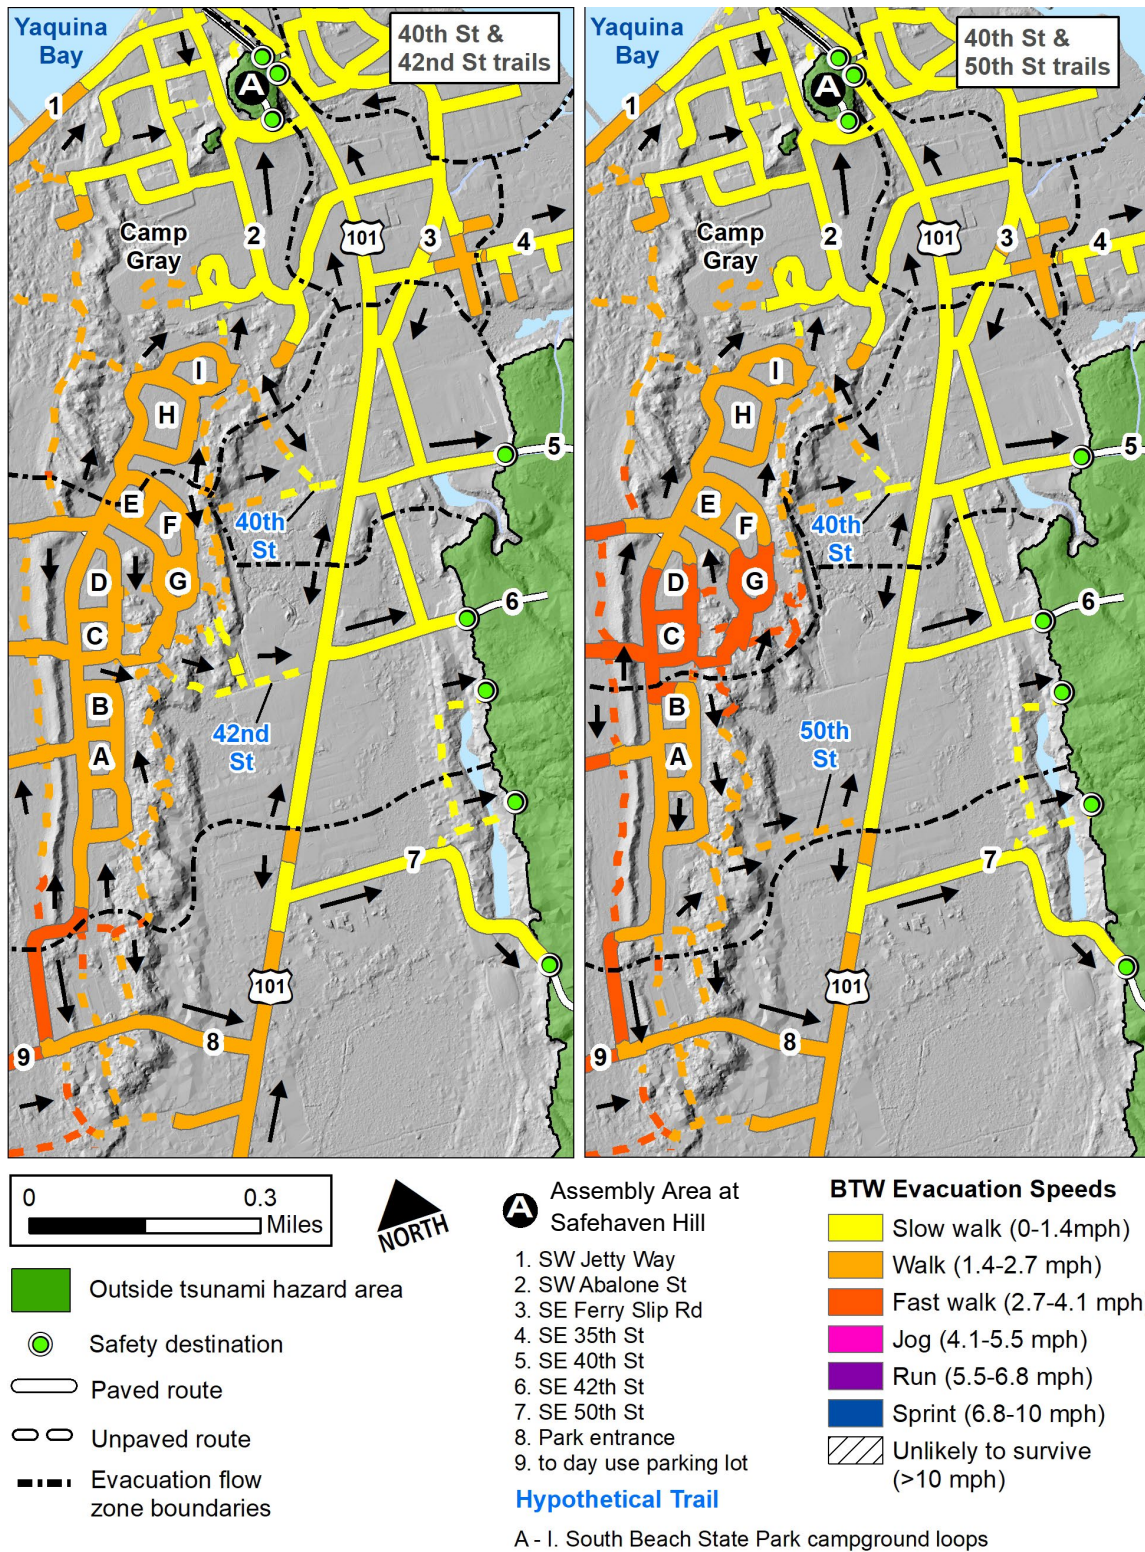 Yaquina
Bay
40th St &
42nd St trails
A
1
Camp
Gray
2
101
3
4
I
H
5
E
F
40th
St
D
G
C
6
B
42nd
St
A
7
101
8
9
Yaquina
Bay
40th St &
50th St trails
A
1
Camp
Gray
2
101
3
4
I
H
5
E
F
40th
St
D
G
C
6
B
50th
St
A
7
101
8
9
0 0.3
Miles
NORTH
Outside tsunami hazard area
Safety destination
Paved route
Unpaved route
Evacuation flow
zone boundaries
A Assembly Area at
Safehaven Hill
1. SW Jetty Way
2. SW Abalone St
3. SE Ferry Slip Rd
4. SE 35th St
5. SE 40th St
6. SE 42th St
7. SE 50th St
8. Park entrance
9. to day use parking lot
Hypothetical Trail
A - I. South Beach State Park campground loops
BTW Evacuation Speeds
Slow walk (0-1.4mph)
Walk (1.4-2.7 mph)
Fast walk (2.7-4.1 mph
Jog (4.1-5.5 mph)
Run (5.5-6.8 mph)
Sprint (6.8-10 mph)
Unlikely to survive
(>10 mph)